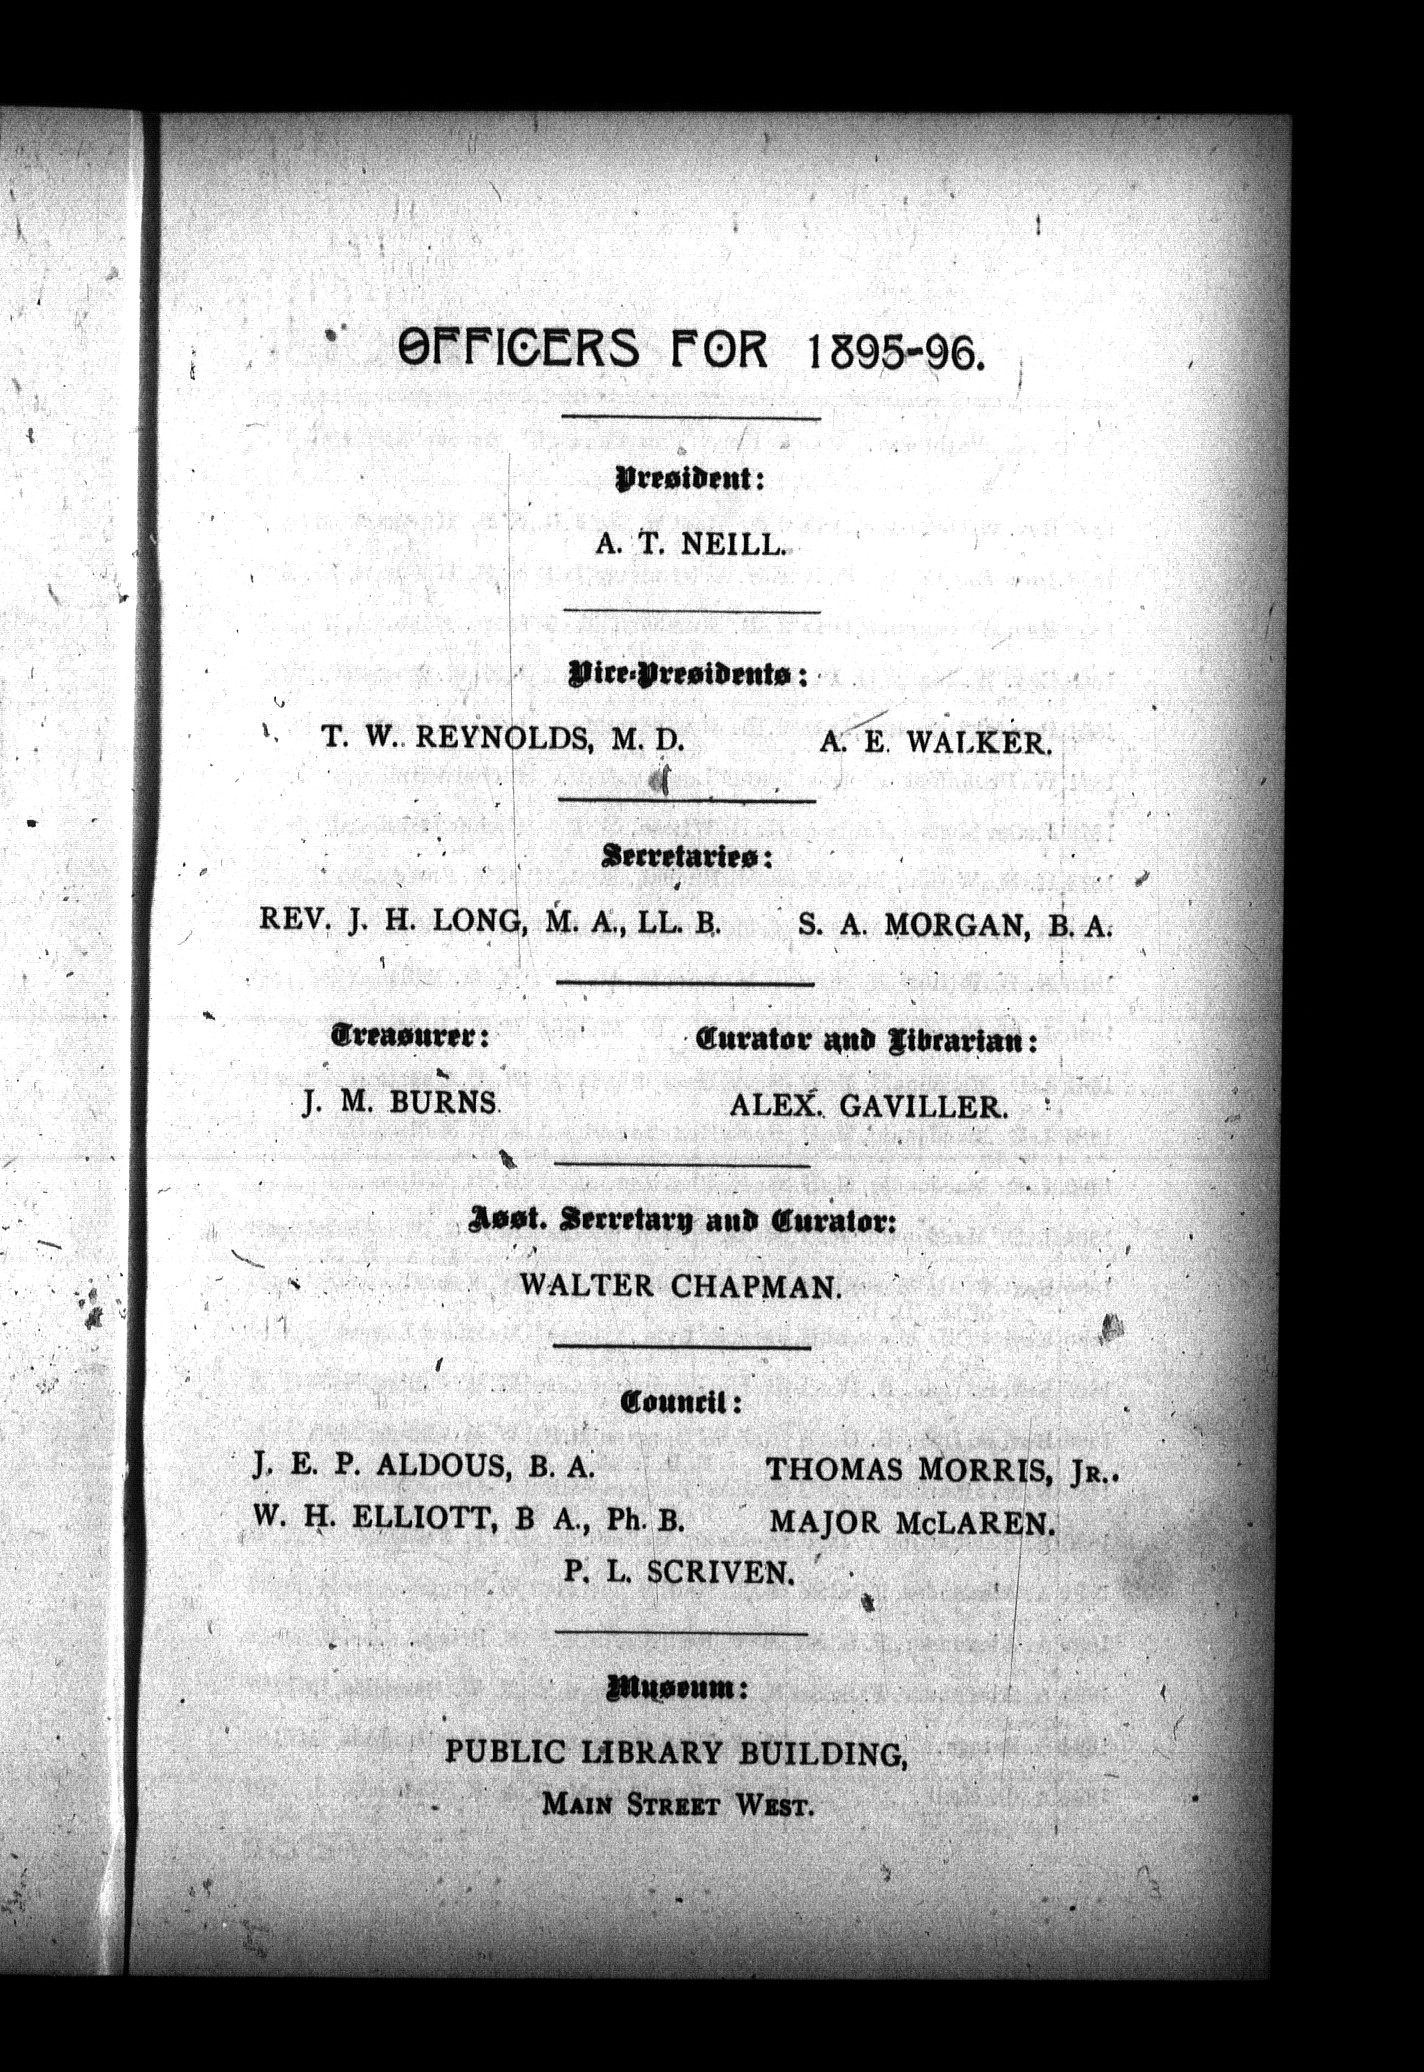 OFFICERS FOR 1895-96.
President:
A. T. NEILL.
Vice-Presidents:
T. W. REYNOLDS, M. D. A. E. WALKER.
Secretaries:
REV. J. H. LONG, M. A., LL. B. S. A. MORGAN, B. A.
Treasurer: Curator and Librarian:
J. M. BURNS. ALEX. GAVILLER.
Asst. Secretary and Curator:
WALTER CHAPMAN.
Council:
J. E. P. ALDOUS, B. A. THOMAS MORRIS, JR..
W. H. ELLIOTT, B A., Ph. B. MAJOR McLAREN.
P. L. SCRIVEN.
Museum:
PUBLIC LIBRARY BUILDING,
MAIN STREET WEST.